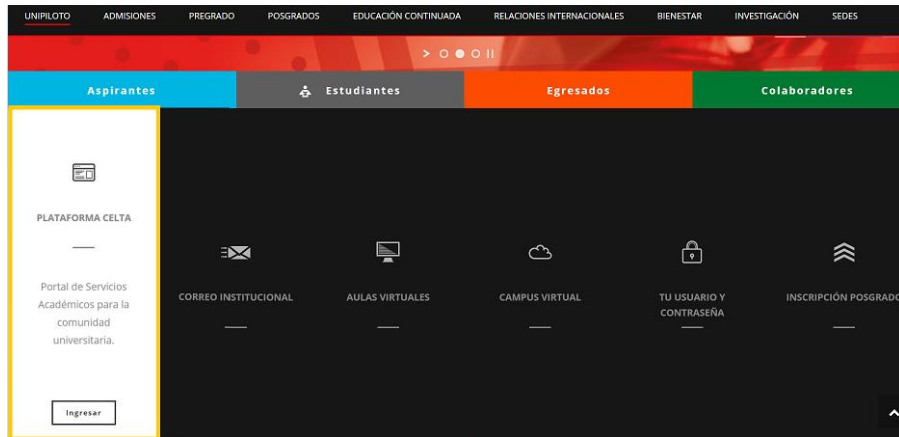 UNIPILOTO ADMISIONES PREGRADO POSGRADOS EDUCACIÓN CONTINUADA RELACIONES INTERNACIONALES BIENESTAR INVESTIGACIÓN SEDES
Aspirantes Estudiantes Egresados Colaboradores
PLATAFORMA CELTA
Portal de Servicios
Académicos para la
comunidad
universitaria.
Ingresar
CORREO INSTITUCIONAL
AULAS VIRTUALES
CAMPUS VIRTUAL
TU USUARIO Y
CONTRASEÑA
INSCRIPCIÓN POSGRADO